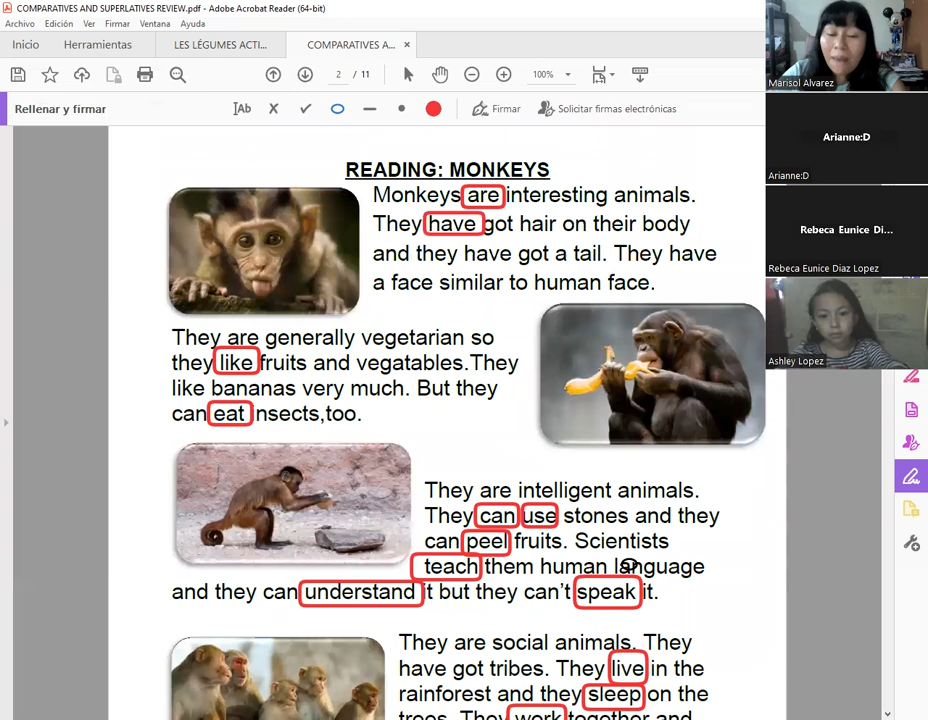 COMPARATIVES AND SUPERLATIVES REVIEW.pdf - Adobe Acrobat Reader (64-bit)
Archivo Edición Ver Firmar Ventana Ayuda
Inicio Herramientas LES LÉGUMES ACTI... COMPARATIVES A... ×
2 / 11 100%
Rellenar y firmar Ab Firmar Solicitar firmas electrónicas
Marisol Alvarez
Arianne:D
Arianne:D
Rebeca Eunice Di...
Rebeca Eunice Diaz Lopez
Ashley Lopez
READING: MONKEYS
Monkeys are interesting animals.
They have got hair on their body
and they have got a tail. They have
a face similar to human face.
They are generally vegetarian so
they like fruits and vegatables.They
like bananas very much. But they
can eat insects,too.
They are intelligent animals.
They can use stones and they
can peel fruits. Scientists
teach them human language
and they can understand it but they can't speak it.
They are social animals. They
have got tribes. They live in the
rainforest and they sleep on the
trees. They work together and